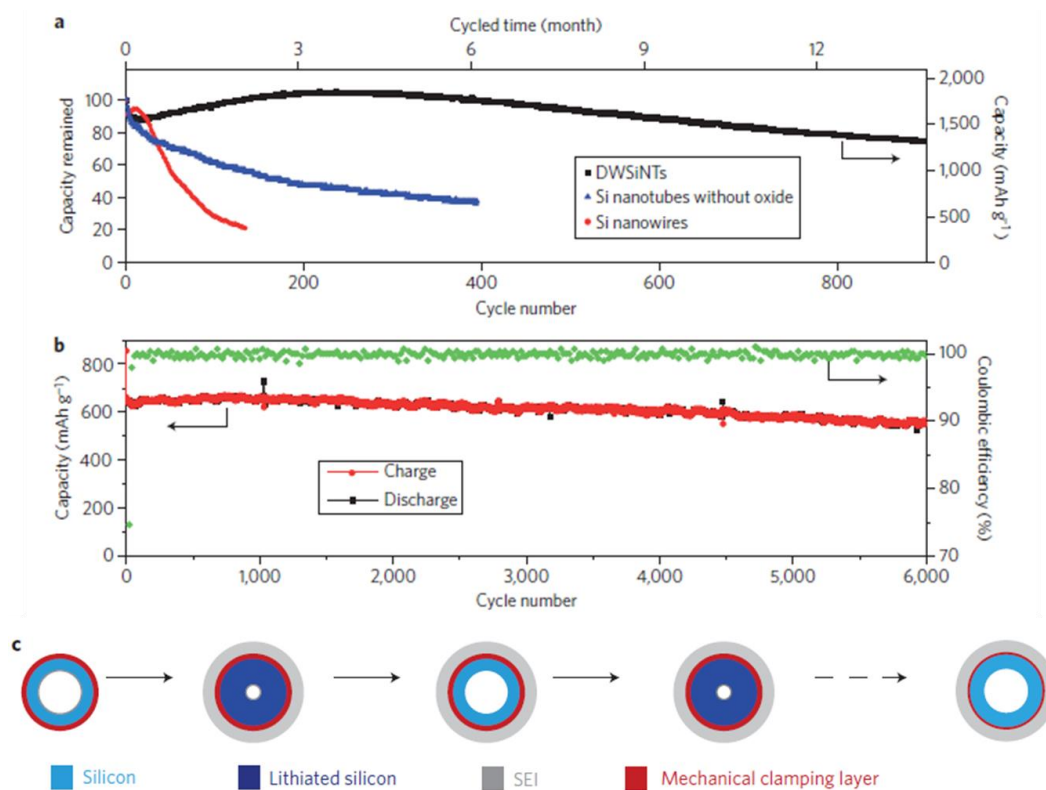 a
Cycled time (month)
0 3 6 9 12
Capacity remained
100
80
60
40
20
0
2,000
1,500
1,000
500
0
Capacity (mAh g⁻¹)
DWSiNTs
Si nanotubes without oxide
Si nanowires
0 200 400 600 800
Cycle number
b
Capacity (mAh g⁻¹)
800
600
400
200
0
100
90
80
70
Coulombic efficiency (%)
Charge
Discharge
0 1,000 2,000 3,000 4,000 5,000 6,000
Cycle number
c
Silicon Lithiated silicon SEI Mechanical clamping layer